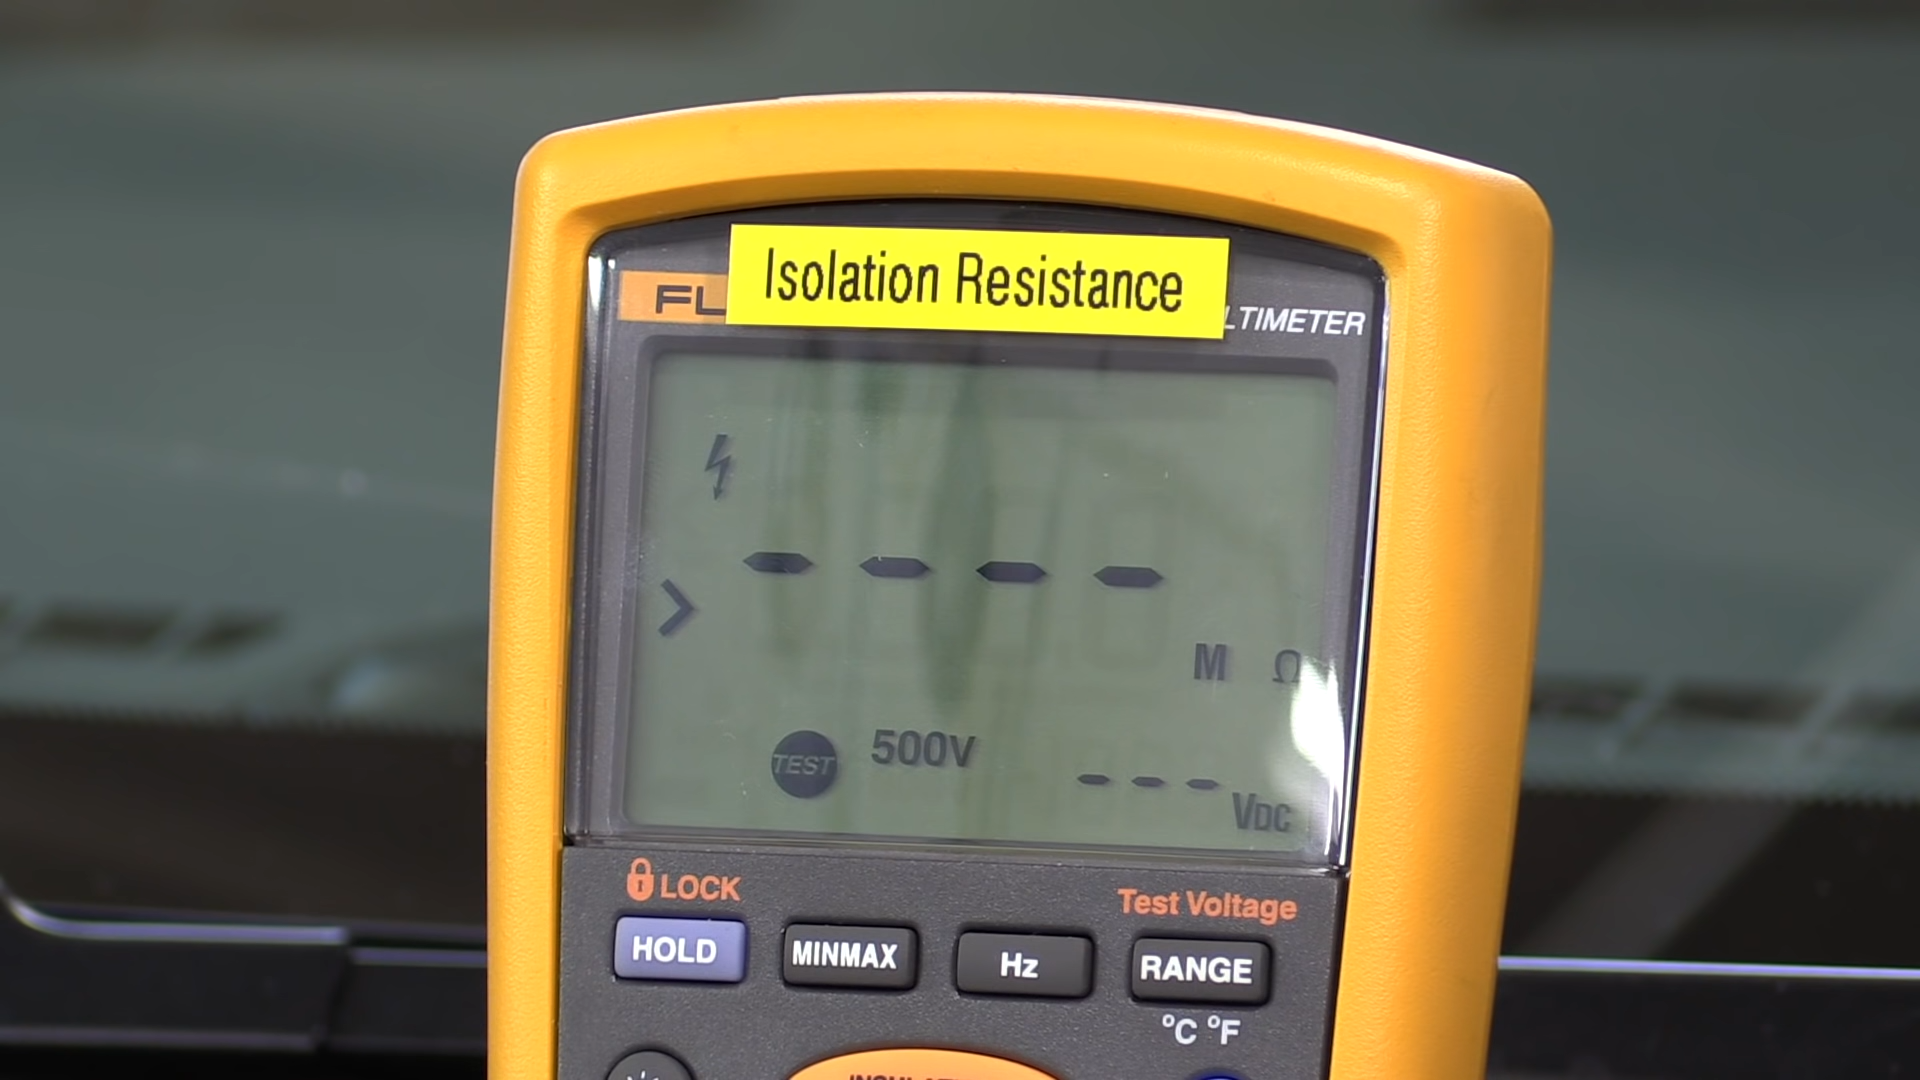 Isolation Resistance
FL
LTIMETER
> - - - -
M Ω
TEST 500V - - - VDC
LOCK
Test Voltage
HOLD MINMAX Hz RANGE
°C °F